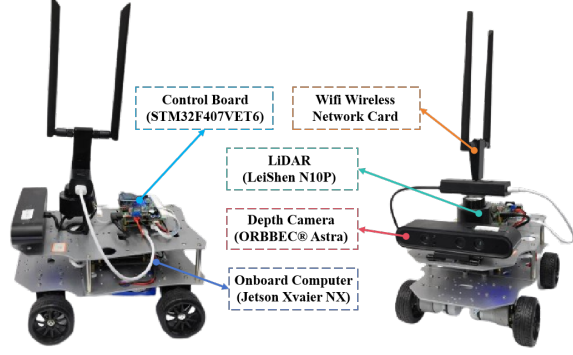 Control Board
(STM32F407VET6)
Wifi Wireless
Network Card
LiDAR
(LeiShen N10P)
Depth Camera
(ORBBEC® Astra)
Onboard Computer
(Jetson Xvaier NX)